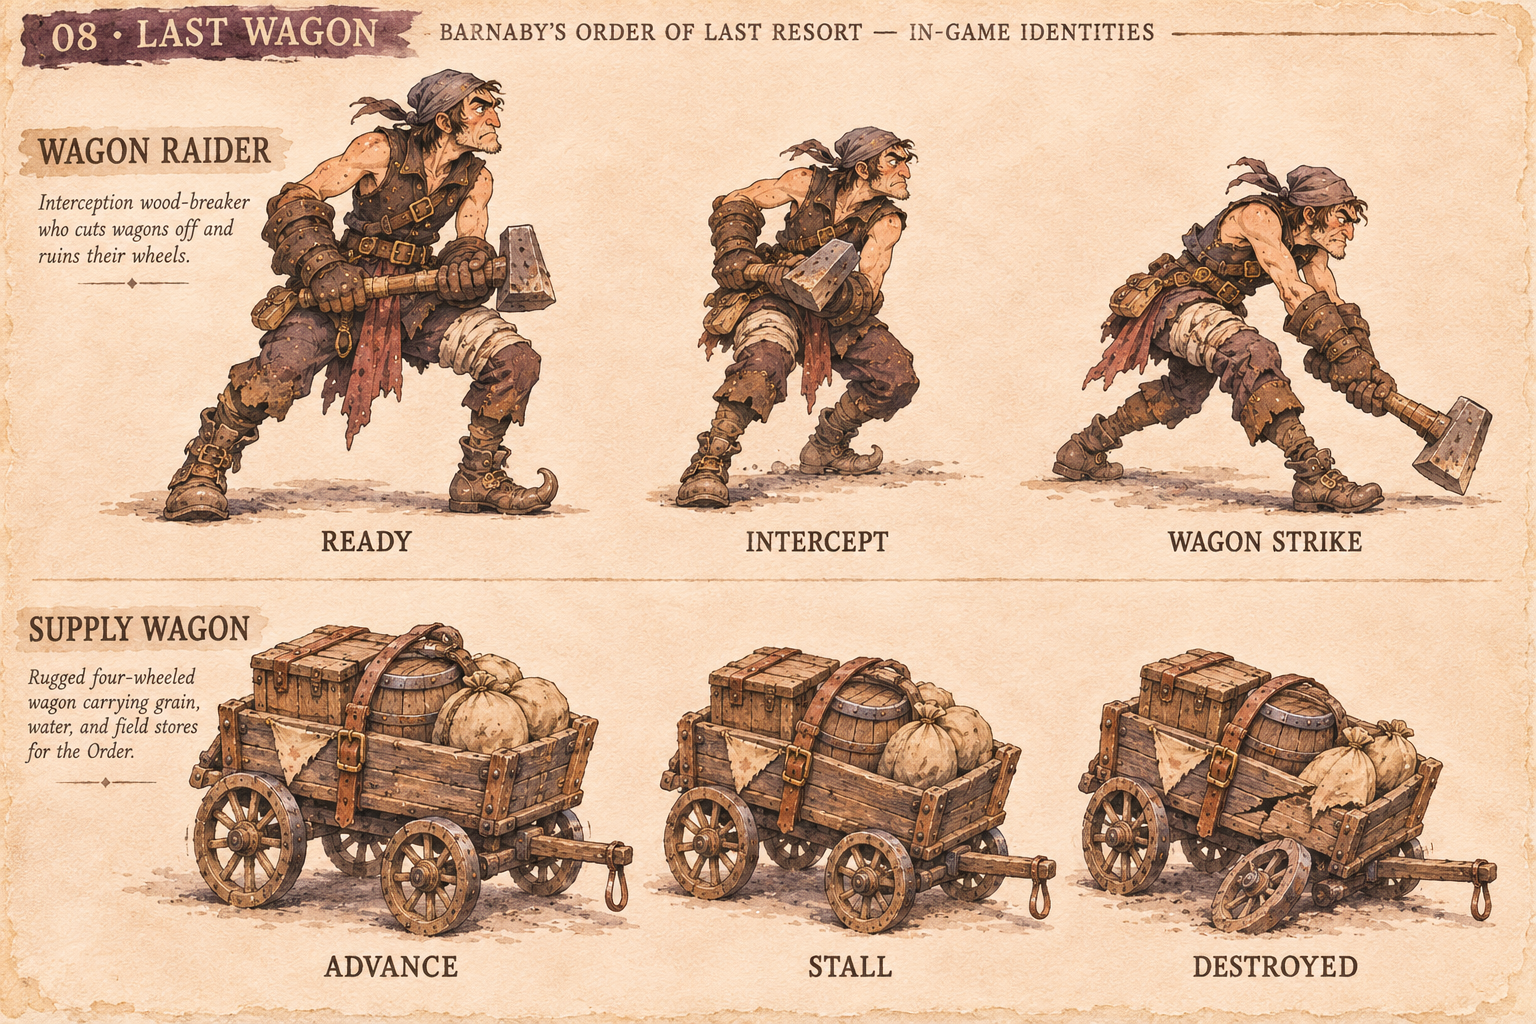 08 · LAST WAGON
BARNABY'S ORDER OF LAST RESORT — IN-GAME IDENTITIES
WAGON RAIDER
Interception wood-breaker
who cuts wagons off and
ruins their wheels.
READY
INTERCEPT
WAGON STRIKE
SUPPLY WAGON
Rugged four-wheeled
wagon carrying grain,
water, and field stores
for the Order.
ADVANCE
STALL
DESTROYED